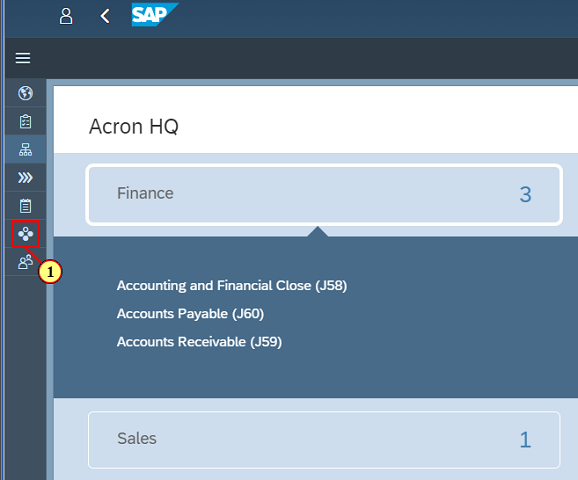 SAP
Acron HQ
Finance
3
1
Accounting and Financial Close (J58)
Accounts Payable (J60)
Accounts Receivable (J59)
Sales
1